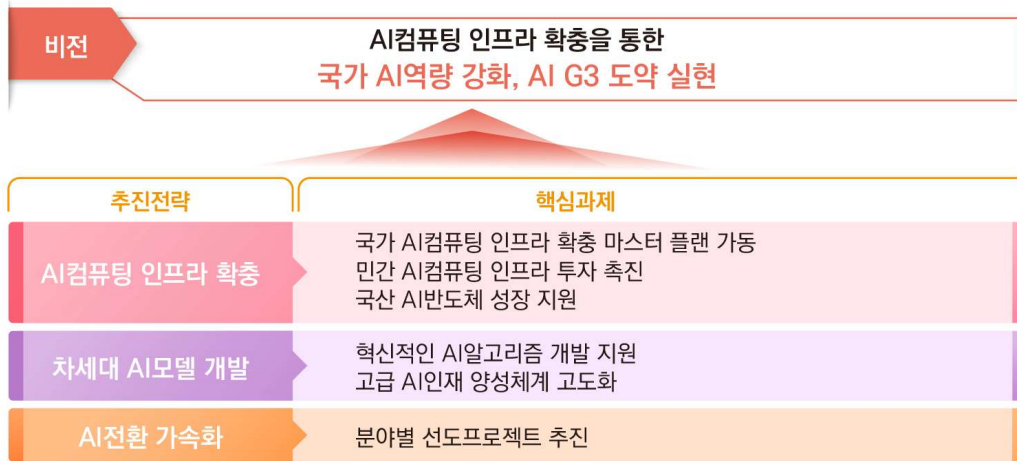 비전
AI컴퓨팅 인프라 확충을 통한
국가 AI역량 강화, AI G3 도약 실현
추진전략
핵심과제
AI컴퓨팅 인프라 확충
국가 AI컴퓨팅 인프라 확충 마스터 플랜 가동
민간 AI컴퓨팅 인프라 투자 촉진
국산 AI반도체 성장 지원
차세대 AI모델 개발
혁신적인 AI알고리즘 개발 지원
고급 AI인재 양성체계 고도화
AI전환 가속화
분야별 선도프로젝트 추진